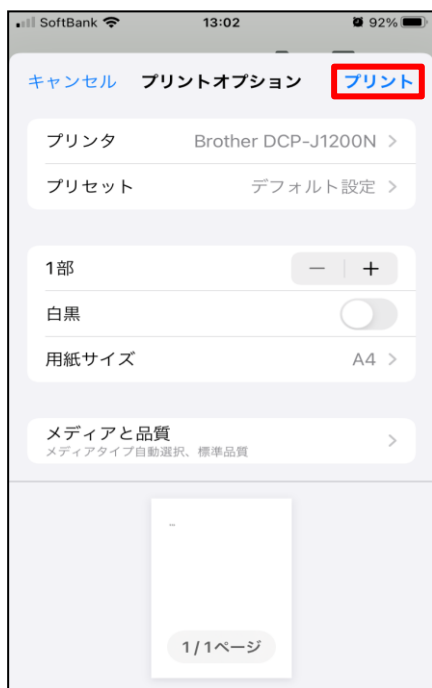 SoftBank 13:02 92%
キャンセル プリントオプション プリント
プリンタ Brother DCP-J1200N >
プリセット デフォルト設定 >
1部 − +
白黒
用紙サイズ A4 >
メディアと品質 >
メディアタイプ自動選択、標準品質
...
1/1ページ